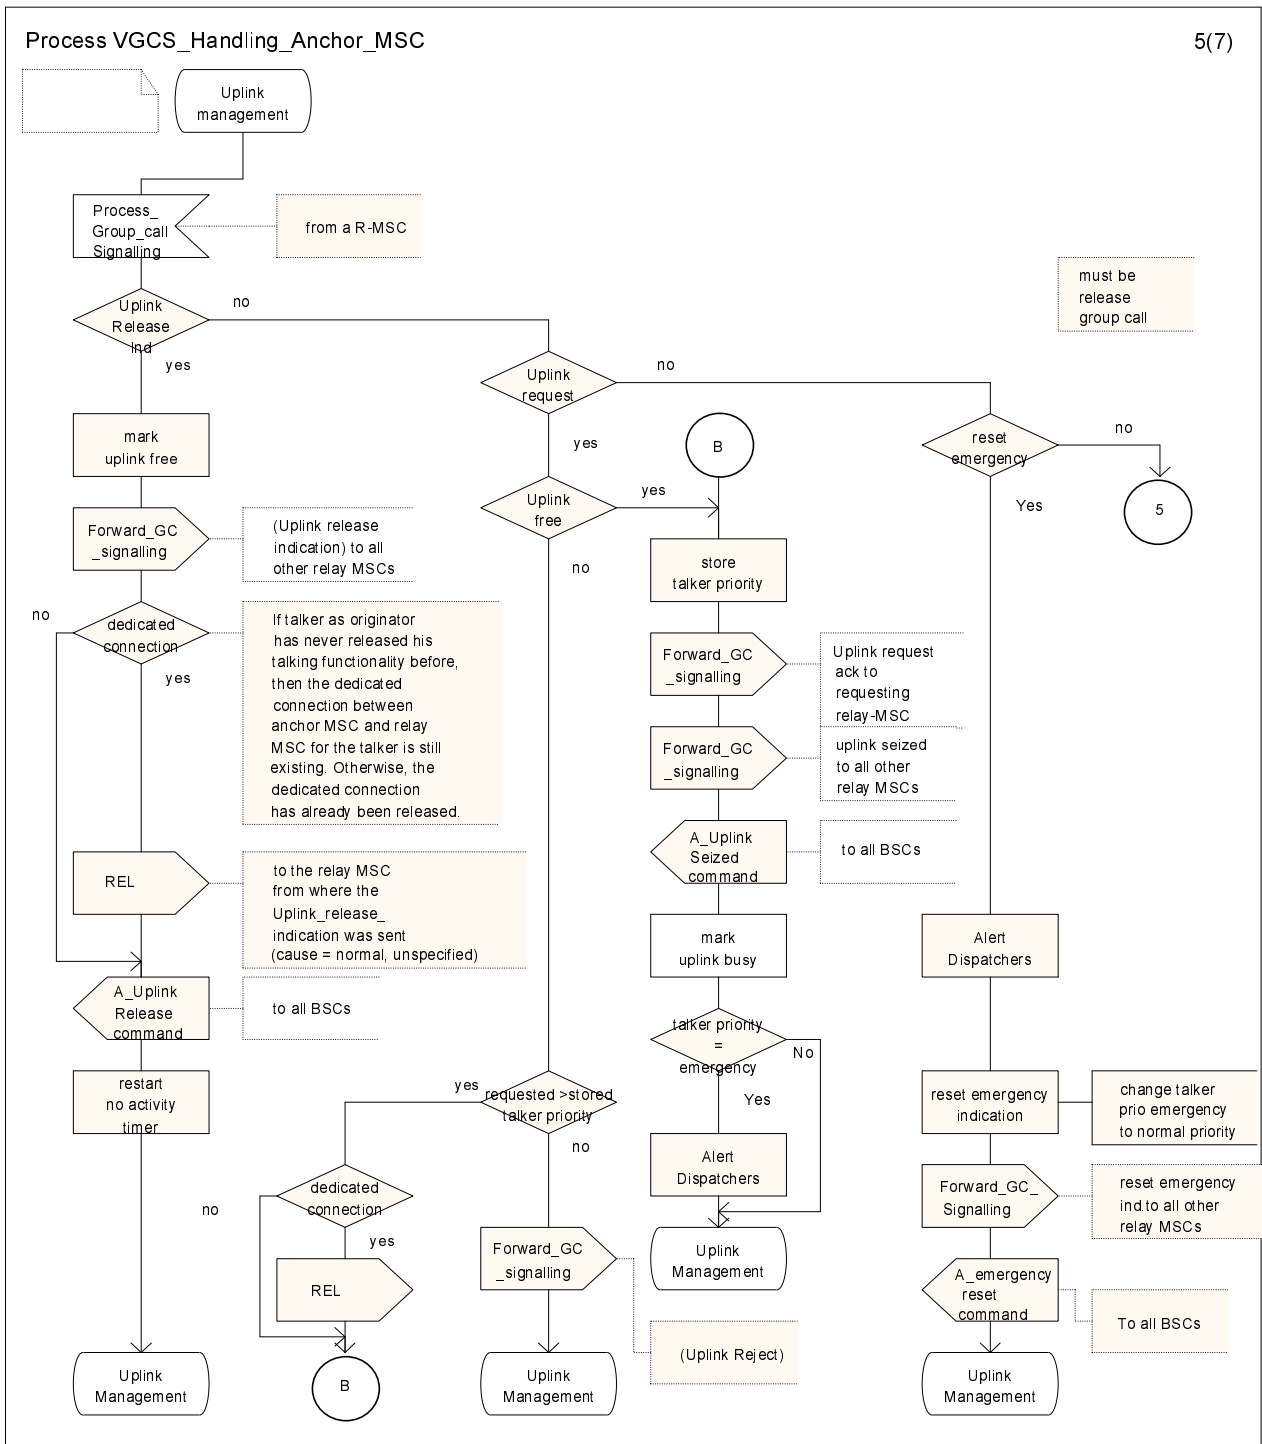 Process VGCS_Handling_Anchor_MSC
5(7)
Uplink
management
Process_
Group_call
Signalling
from a R-MSC
must be
release
group call
Uplink
Release
Ind
no
yes
Uplink
request
no
yes
mark
uplink free
B
reset
emergency
no
Yes
5
Uplink
free
yes
no
Forward_GC
_signalling
(Uplink release
indication) to all
other relay MSCs
store
talker priority
no
dedicated
connection
yes
If talker as originator
has never released his
talking functionality before,
then the dedicated
connection between
anchor MSC and relay
MSC for the talker is still
existing. Otherwise, the
dedicated connection
has already been released.
Forward_GC
_signalling
Uplink request
ack to
requesting
relay-MSC
Forward_GC
_signalling
uplink seized
to all other
relay MSCs
A_Uplink
Seized
command
to all BSCs
REL
to the relay MSC
from where the
Uplink_release_
indication was sent
(cause = normal, unspecified)
mark
uplink busy
Alert
Dispatchers
A_Uplink
Release
command
to all BSCs
talker priority
=
emergency
No
Yes
restart
no activity
timer
yes
requested >stored
talker priority
no
reset emergency
indication
change talker
prio emergency
to normal priority
Alert
Dispatchers
dedicated
connection
no
yes
Forward_GC_
Signalling
reset emergency
ind.to all other
relay MSCs
REL
Forward_GC
_signalling
Uplink
Management
A_emergency
reset
command
To all BSCs
(Uplink Reject)
Uplink
Management
B
Uplink
Management
Uplink
Management